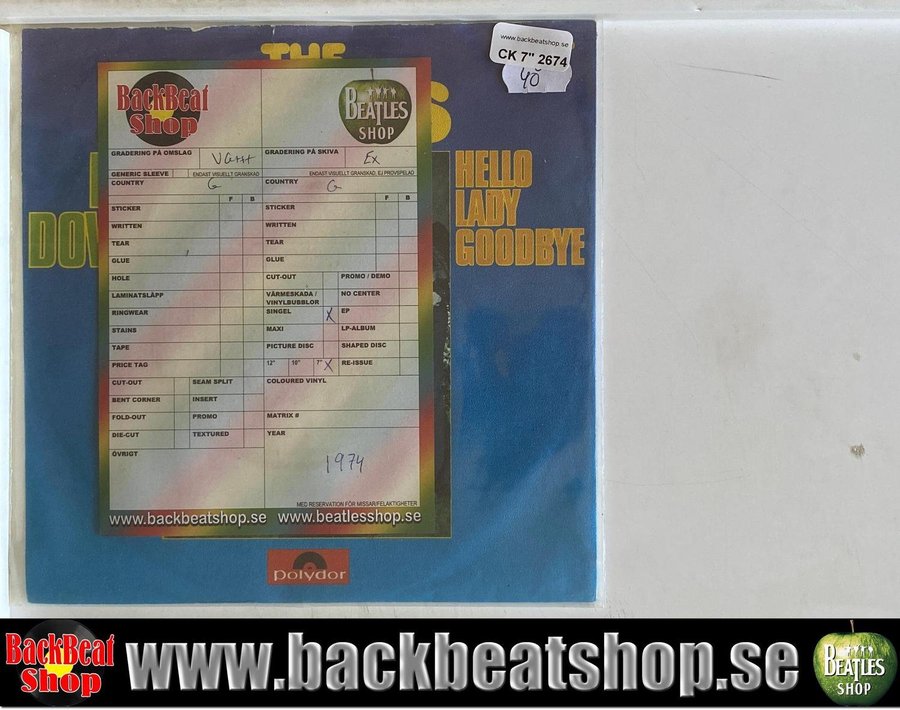 THE
www.backbeatshop.se
CK 7" 2674
40
S
HELLO
LADY
GOODBYE
DOW
BackBeat
Shop
BEATLES
SHOP
GRADERING PÅ OMSLAG VG+++ GRADERING PÅ SKIVA Ex
GENERIC SLEEVE ENDAST VISUELLT GRANSKAD ENDAST VISUELLT GRANSKAD, EJ PROVSPELAD
COUNTRY G COUNTRY G
F B F B
STICKER STICKER
WRITTEN WRITTEN
TEAR TEAR
GLUE GLUE
HOLE CUT-OUT PROMO / DEMO
LAMINATSLÄPP VÄRMESKADA / VINYLBUBBLOR NO CENTER
RINGWEAR SINGEL X EP
STAINS MAXI LP-ALBUM
TAPE PICTURE DISC SHAPED DISC
PRICE TAG 12" 10" 7" X RE-ISSUE
CUT-OUT SEAM SPLIT COLOURED VINYL
BENT CORNER INSERT
FOLD-OUT PROMO MATRIX #
DIE-CUT TEXTURED YEAR
ÖVRIGT
1974
MED RESERVATION FÖR MISSAR/FELAKTIGHETER
www.backbeatshop.se www.beatlesshop.se
polydor
BackBeat
Shop
www.backbeatshop.se
BEATLES
SHOP